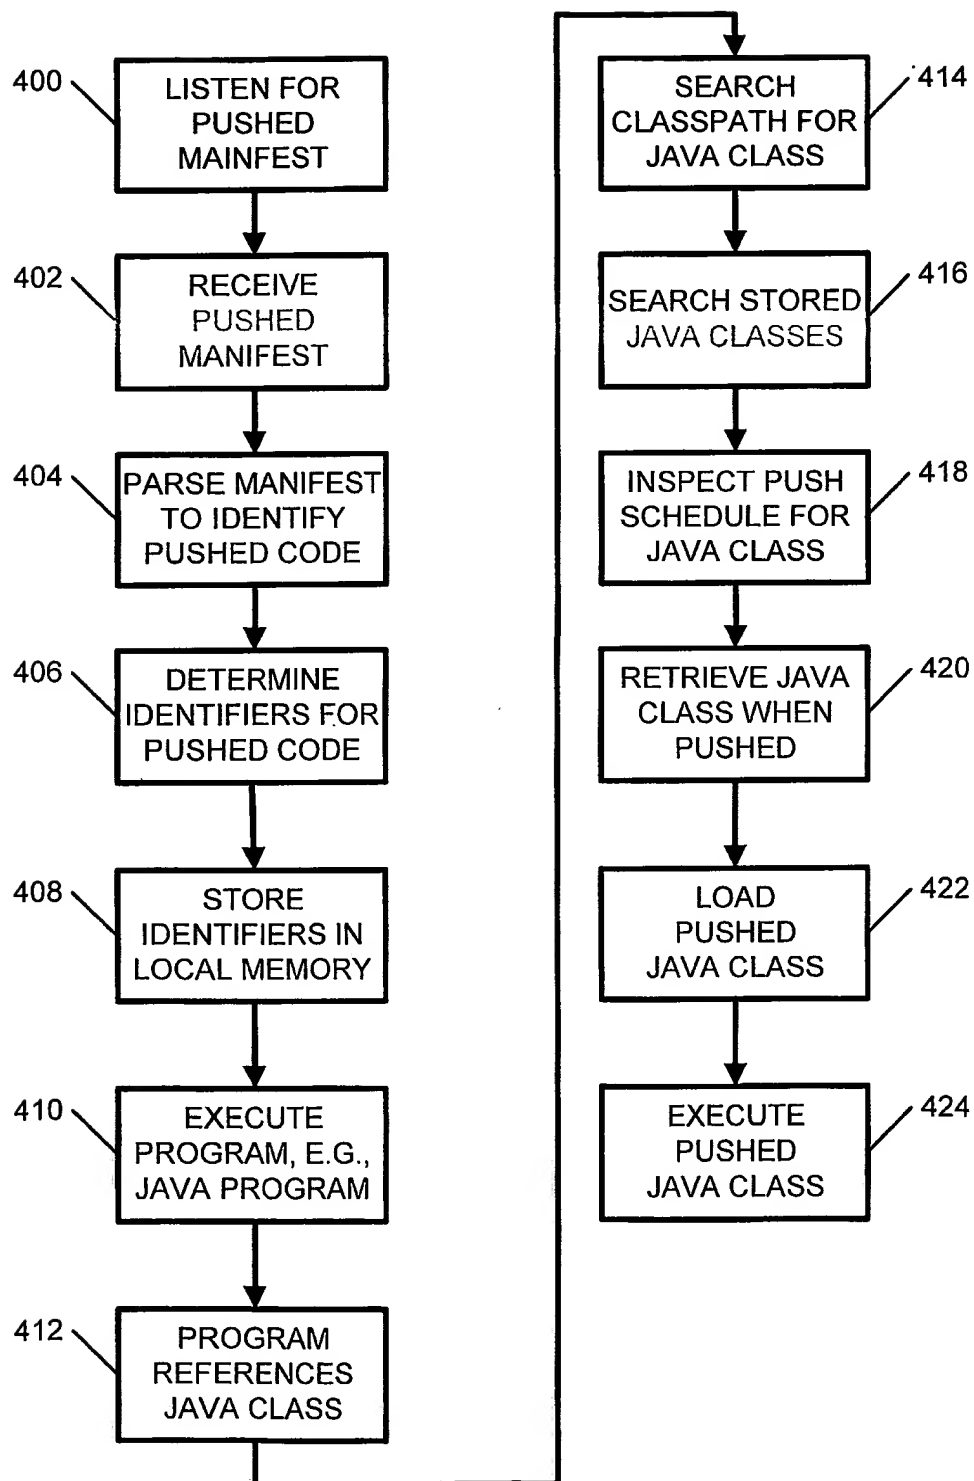 400
LISTEN FOR
PUSHED
MAINFEST
402
RECEIVE
PUSHED
MANIFEST
404
PARSE MANIFEST
TO IDENTIFY
PUSHED CODE
406
DETERMINE
IDENTIFIERS FOR
PUSHED CODE
408
STORE
IDENTIFIERS IN
LOCAL MEMORY
410
EXECUTE
PROGRAM, E.G.,
JAVA PROGRAM
412
PROGRAM
REFERENCES
JAVA CLASS
414
SEARCH
CLASSPATH FOR
JAVA CLASS
416
SEARCH STORED
JAVA CLASSES
418
INSPECT PUSH
SCHEDULE FOR
JAVA CLASS
420
RETRIEVE JAVA
CLASS WHEN
PUSHED
422
LOAD
PUSHED
JAVA CLASS
424
EXECUTE
PUSHED
JAVA CLASS